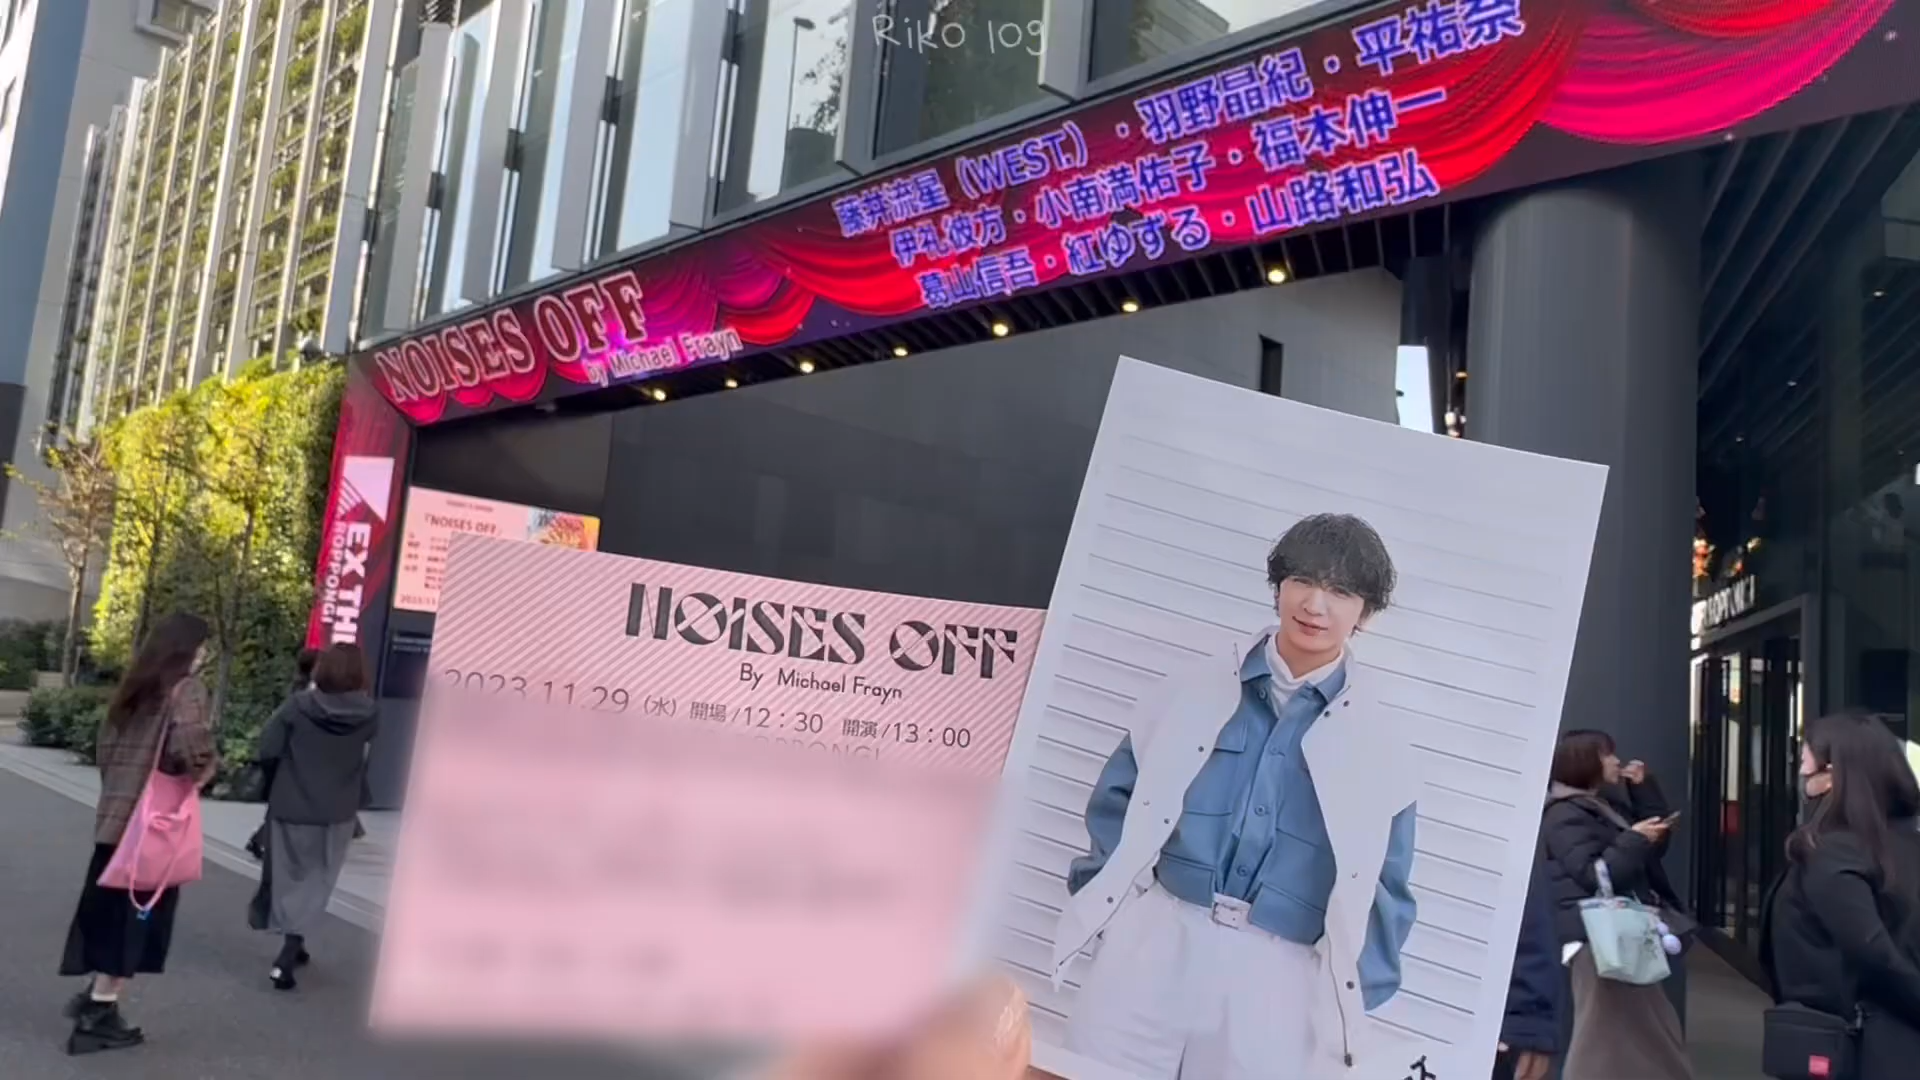 Riko log
藤井流星（WEST.）・羽野晶紀・平祐奈
伊礼彼方・小南満佑子・福本伸一
葛山信吾・紅ゆずる・山路和弘
NOISES OFF
by Michael Frayn
EX THE
ROPPONGI
「NOISES OFF」
NOISES OFF
By Michael Frayn
2023.11.29（水）開場/12：30 開演/13：00